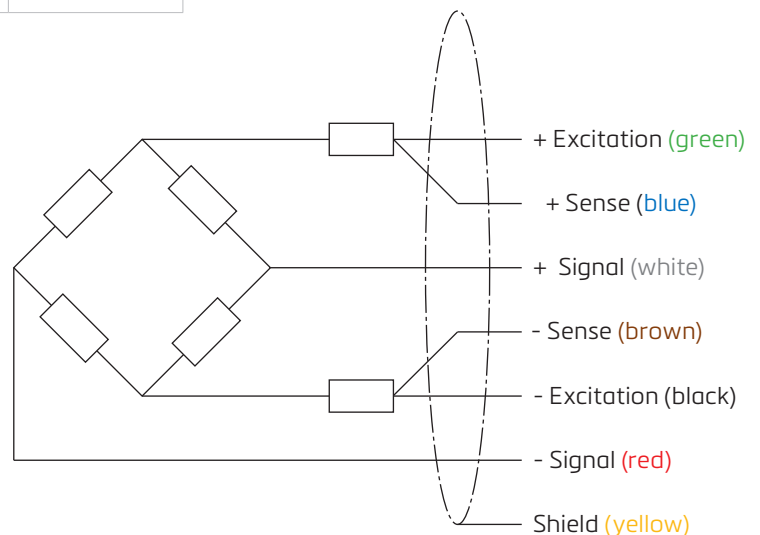 + Excitation (green)
+ Sense (blue)
+ Signal (white)
- Sense (brown)
- Excitation (black)
- Signal (red)
Shield (yellow)